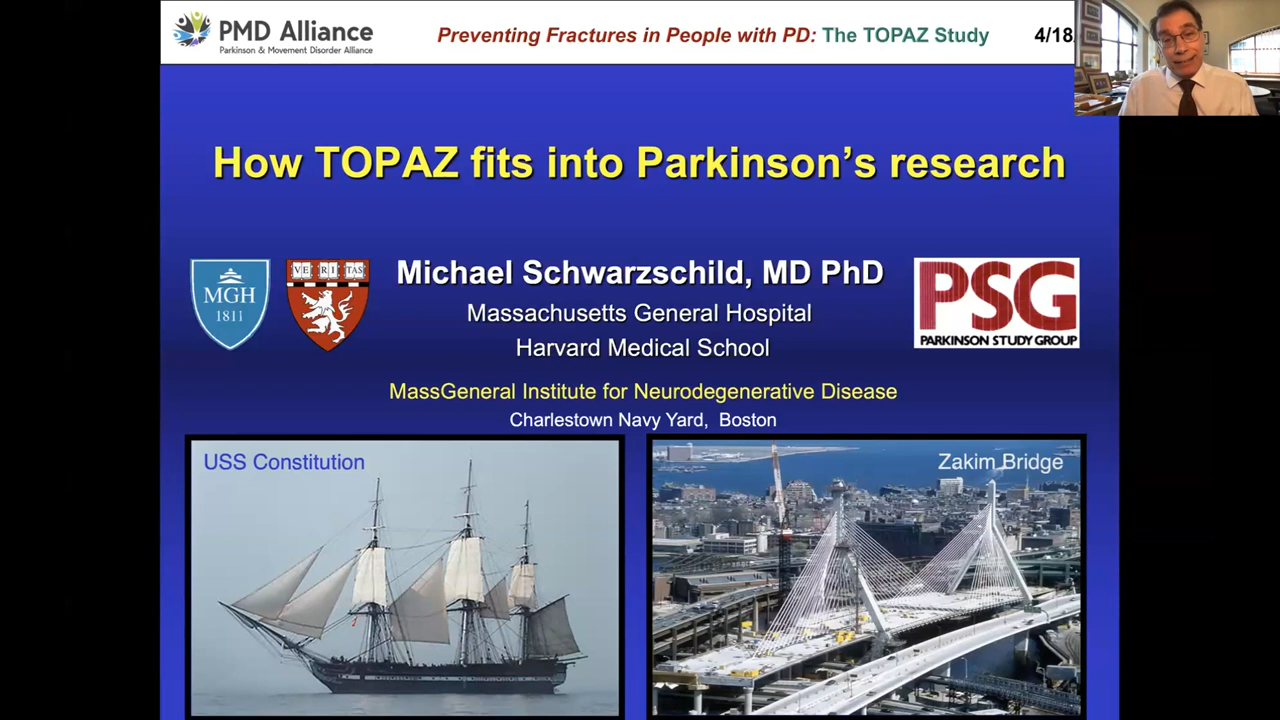 PMD Alliance
Parkinson & Movement Disorder Alliance
Preventing Fractures in People with PD: The TOPAZ Study
4/18
How TOPAZ fits into Parkinson's research
MGH
1811
VE RI TAS
Michael Schwarzschild, MD PhD
Massachusetts General Hospital
Harvard Medical School
PSG
PARKINSON STUDY GROUP
MassGeneral Institute for Neurodegenerative Disease
Charlestown Navy Yard, Boston
USS Constitution
Zakim Bridge